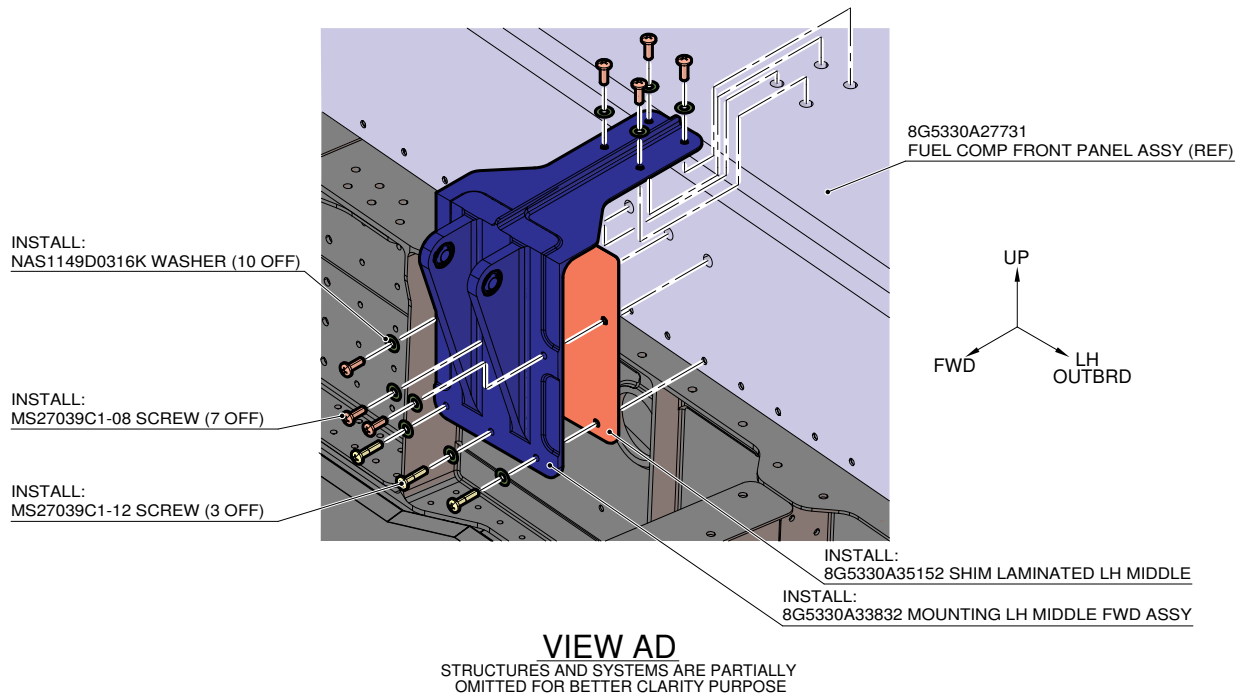 8G5330A27731
FUEL COMP FRONT PANEL ASSY (REF)
INSTALL:
NAS1149D0316K WASHER (10 OFF)
UP
FWD
LH
OUTBRD
INSTALL:
MS27039C1-08 SCREW (7 OFF)
INSTALL:
MS27039C1-12 SCREW (3 OFF)
INSTALL:
8G5330A35152 SHIM LAMINATED LH MIDDLE
INSTALL:
8G5330A33832 MOUNTING LH MIDDLE FWD ASSY
VIEW AD
STRUCTURES AND SYSTEMS ARE PARTIALLY
OMITTED FOR BETTER CLARITY PURPOSE